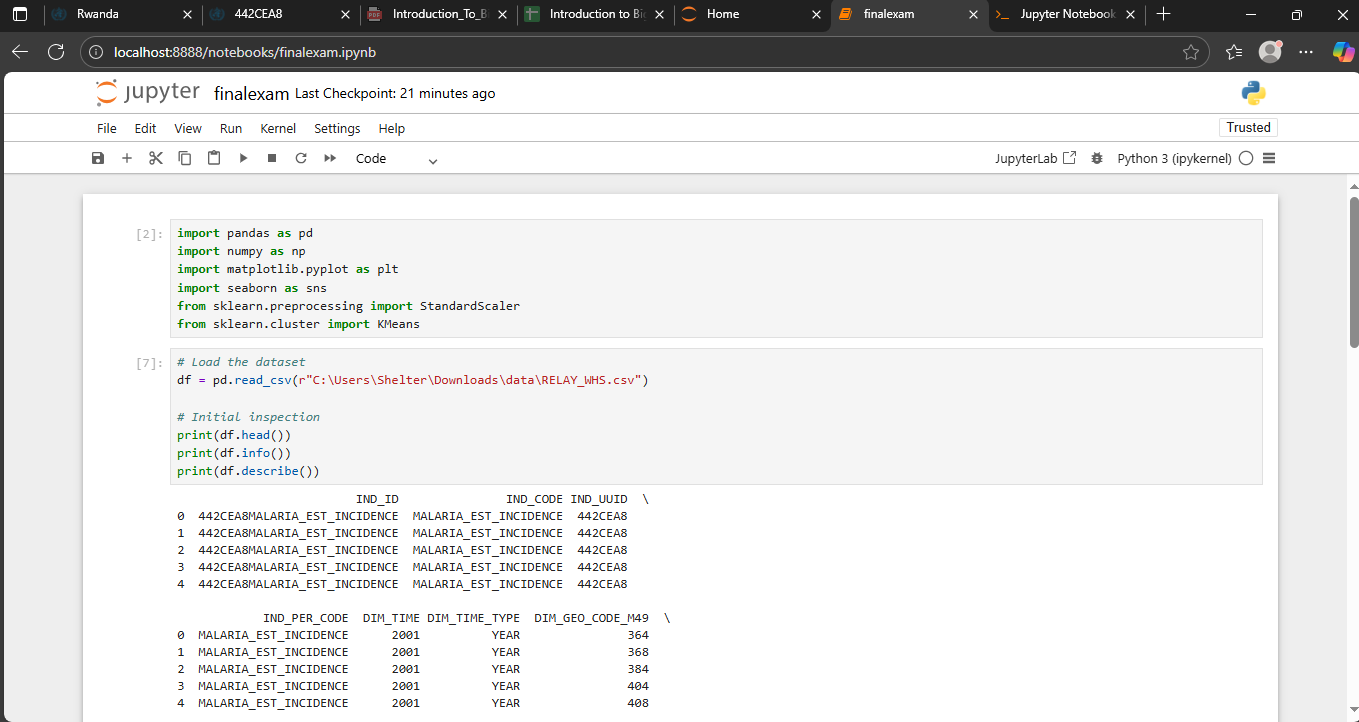 Rwanda
442CEA8
Introduction_To_B
Introduction to Big
Home
finalexam
Jupyter Notebook
localhost:8888/notebooks/finalexam.ipynb
jupyter finalexam Last Checkpoint: 21 minutes ago
File Edit View Run Kernel Settings Help
Trusted
Code
JupyterLab
Python 3 (ipykernel)
[2]: import pandas as pd
import numpy as np
import matplotlib.pyplot as plt
import seaborn as sns
from sklearn.preprocessing import StandardScaler
from sklearn.cluster import KMeans
[7]: # Load the dataset
df = pd.read_csv(r"C:\Users\Shelter\Downloads\data\RELAY_WHS.csv")
# Initial inspection
print(df.head())
print(df.info())
print(df.describe())
IND_ID IND_CODE IND_UUID \
0 442CEA8MALARIA_EST_INCIDENCE MALARIA_EST_INCIDENCE 442CEA8
1 442CEA8MALARIA_EST_INCIDENCE MALARIA_EST_INCIDENCE 442CEA8
2 442CEA8MALARIA_EST_INCIDENCE MALARIA_EST_INCIDENCE 442CEA8
3 442CEA8MALARIA_EST_INCIDENCE MALARIA_EST_INCIDENCE 442CEA8
4 442CEA8MALARIA_EST_INCIDENCE MALARIA_EST_INCIDENCE 442CEA8
IND_PER_CODE DIM_TIME DIM_TIME_TYPE DIM_GEO_CODE_M49 \
0 MALARIA_EST_INCIDENCE 2001 YEAR 364
1 MALARIA_EST_INCIDENCE 2001 YEAR 368
2 MALARIA_EST_INCIDENCE 2001 YEAR 384
3 MALARIA_EST_INCIDENCE 2001 YEAR 404
4 MALARIA_EST_INCIDENCE 2001 YEAR 408